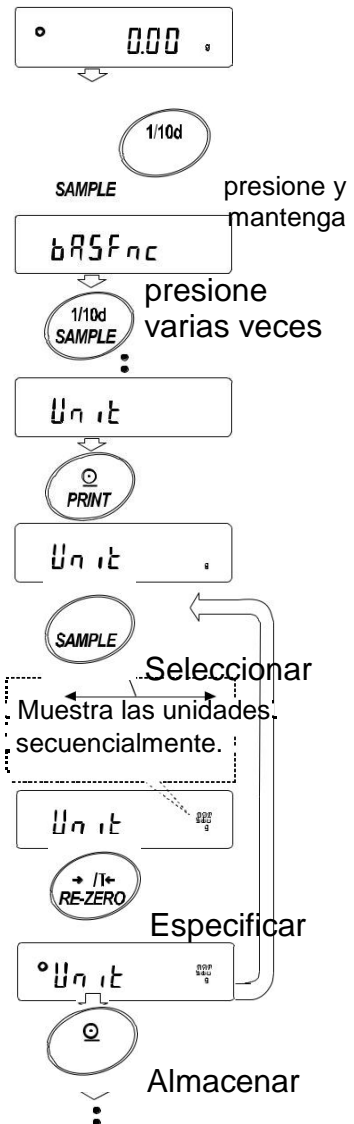 0.00 g
1/10d
SAMPLE
presione y
mantenga
bASFnc
presione
varias veces
1/10d
SAMPLE
Unit
PRINT
Unit g
SAMPLE
Seleccionar
Muestra las unidades.
secuencialmente.
Unit
→ /T←
RE-ZERO
Especificar
Unit
Almacenar